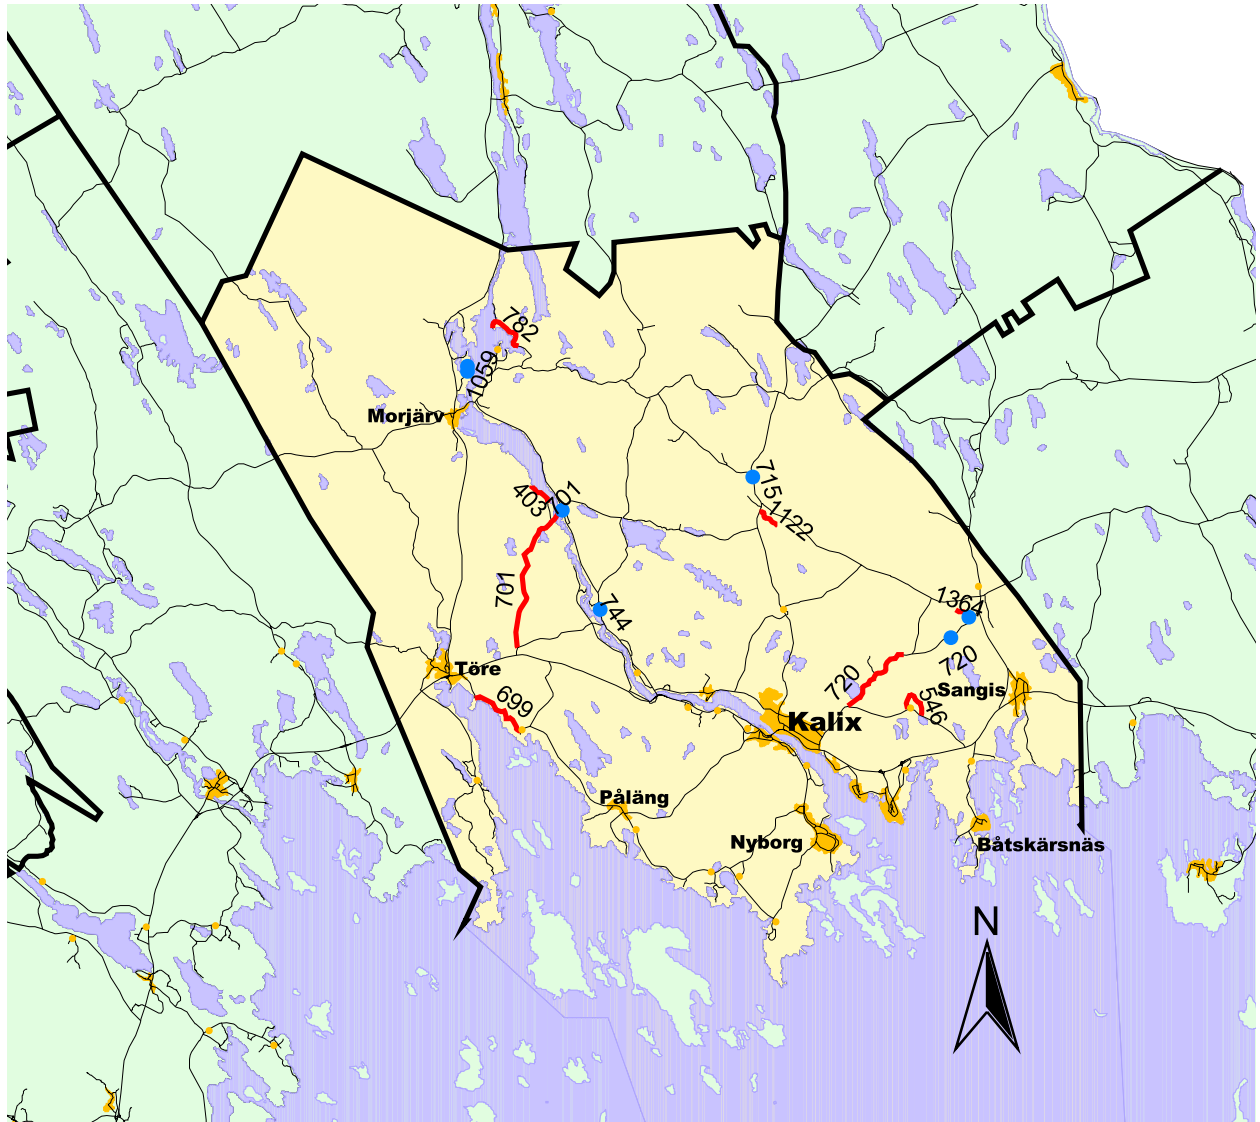 782
1059
Morjärv
715
403
701
1122
701
744
1364
720
Töre
720
Sangis
546
699
Kalix
Påläng
Nyborg
Båtskärsnäs
N